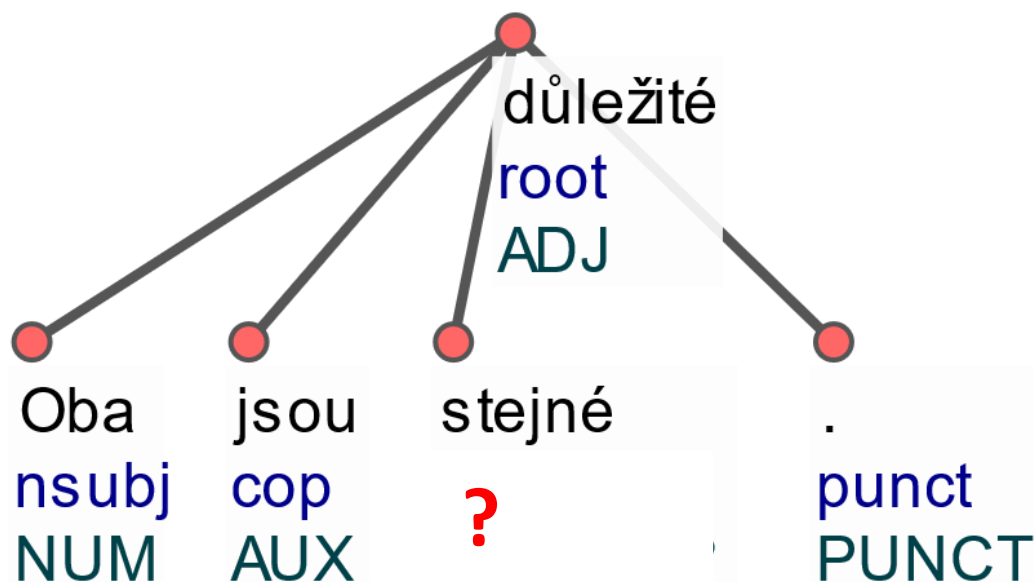 důležité
root
ADJ
Oba jsou stejné .
nsubj cop ? punct
NUM AUX PUNCT